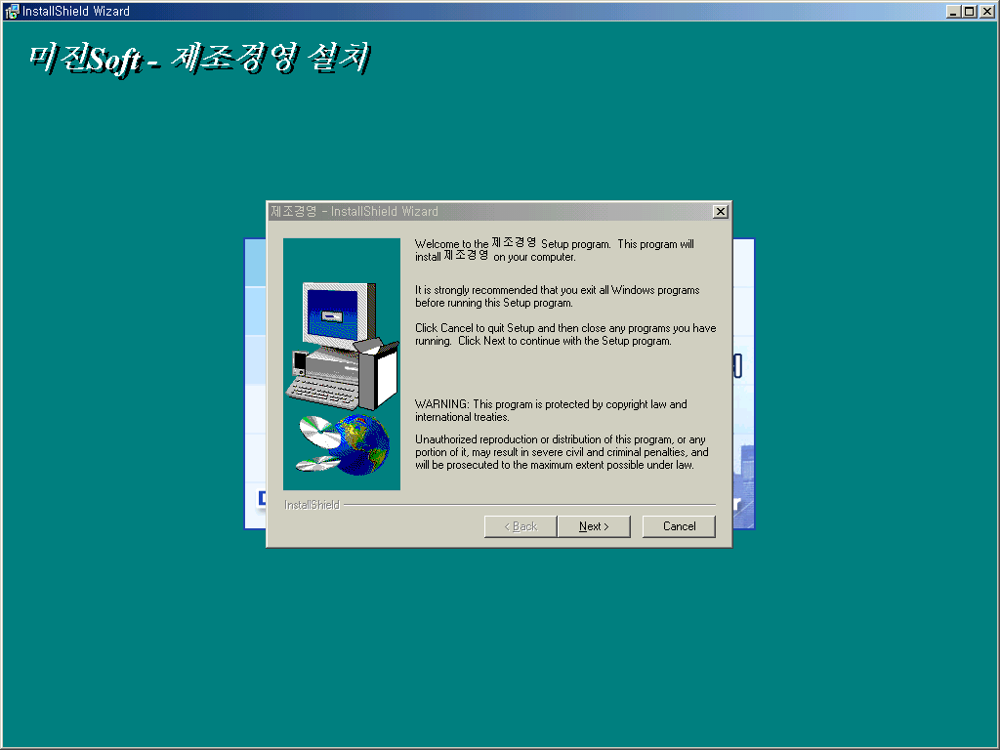 InstallShield Wizard
미진Soft - 제조경영 설치
제조경영 - InstallShield Wizard
Welcome to the 제조경영 Setup program.  This program will
install 제조경영 on your computer.
It is strongly recommended that you exit all Windows programs
before running this Setup program.
Click Cancel to quit Setup and then close any programs you have
running.  Click Next to continue with the Setup program.
WARNING: This program is protected by copyright law and
international treaties.
Unauthorized reproduction or distribution of this program, or any
portion of it, may result in severe civil and criminal penalties, and
will be prosecuted to the maximum extent possible under law.
InstallShield
< Back
Next >
Cancel